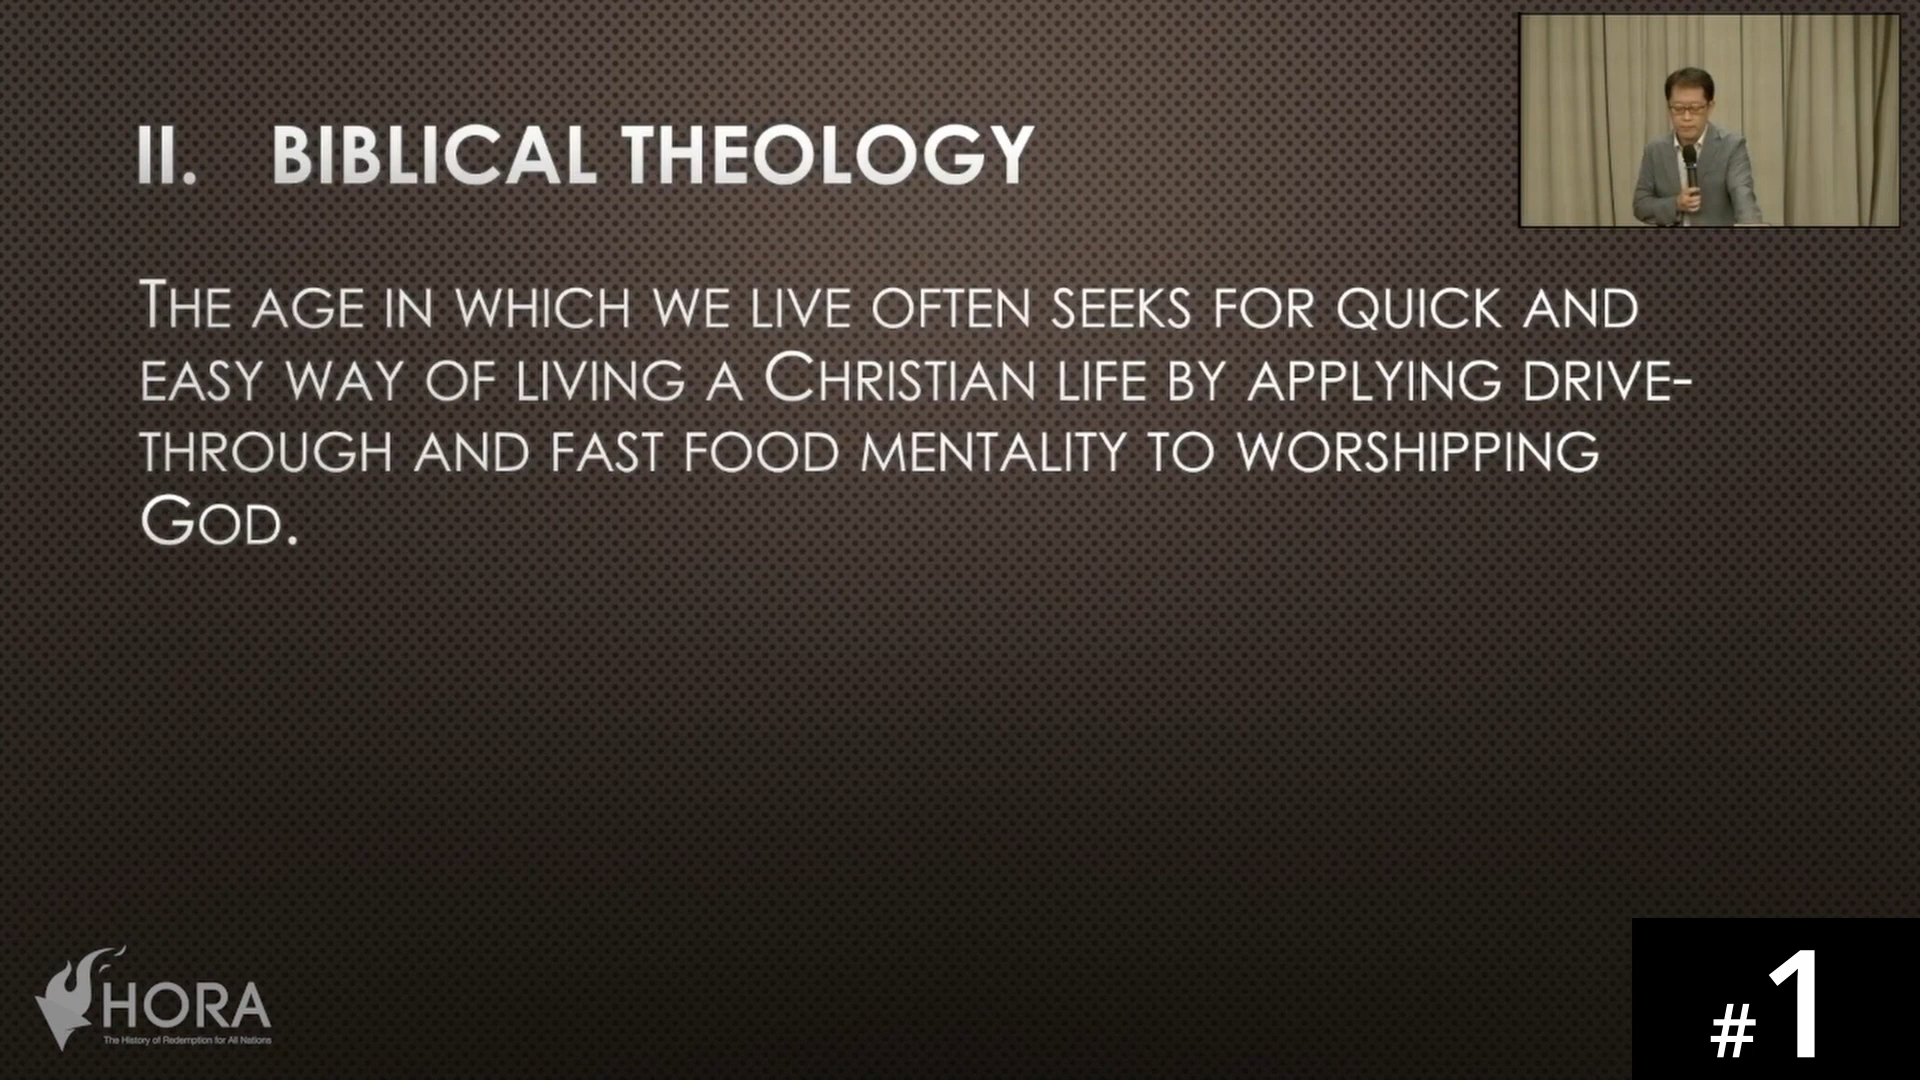 II. BIBLICAL THEOLOGY
THE AGE IN WHICH WE LIVE OFTEN SEEKS FOR QUICK AND
EASY WAY OF LIVING A CHRISTIAN LIFE BY APPLYING DRIVE-
THROUGH AND FAST FOOD MENTALITY TO WORSHIPPING
GOD.
HORA
The History of Redemption for All Nations
#1